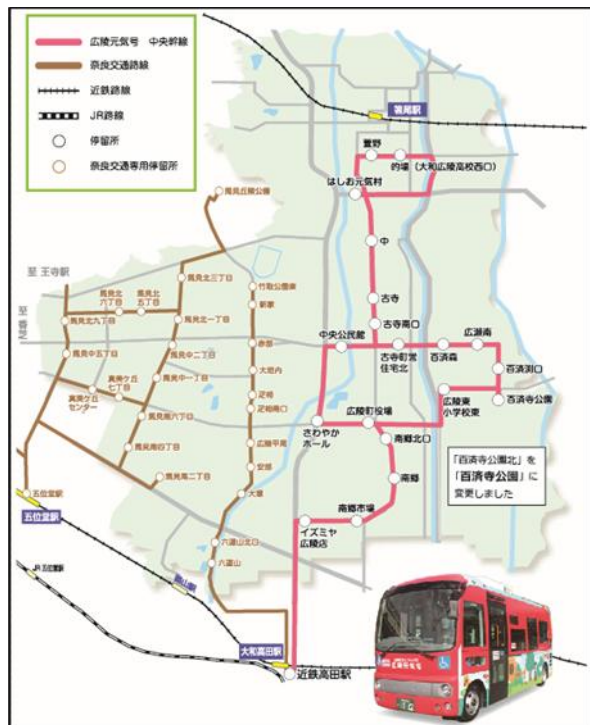 広陵元気号 中央幹線
奈良交通路線
近鉄路線
JR路線
停留所
奈良交通専用停留所
箸尾駅
萱野
的場（大和広陵高校西口）
はしお元気村
馬見丘陵公園
中
至 王寺駅
馬見北三丁目
竹取公園東
馬見北
六丁目
馬見北
五丁目
新家
古寺
至 香芝
馬見北九丁目
馬見北一丁目
古寺南口
赤部
中央公民館
広瀬南
馬見中五丁目
馬見中二丁目
古寺町営
住宅北
百済森
大垣内
百済渕口
馬見中一丁目
真美ケ丘
センター
真美ケ丘
七丁目
疋相
広陵東
小学校東
百済寺公園
疋相南口
馬見南六丁目
さわやか
ホール
広陵町役場
南郷北口
馬見南四丁目
広陵平尾
「百済寺公園北」を
「百済寺公園」に
変更しました
安部
馬見南二丁目
南郷
五位堂駅
大塚
南郷市場
五位堂駅
イズミヤ
広陵店
六道山北口
六道山
JR五位堂駅
築山駅
大和高田駅
近鉄高田駅